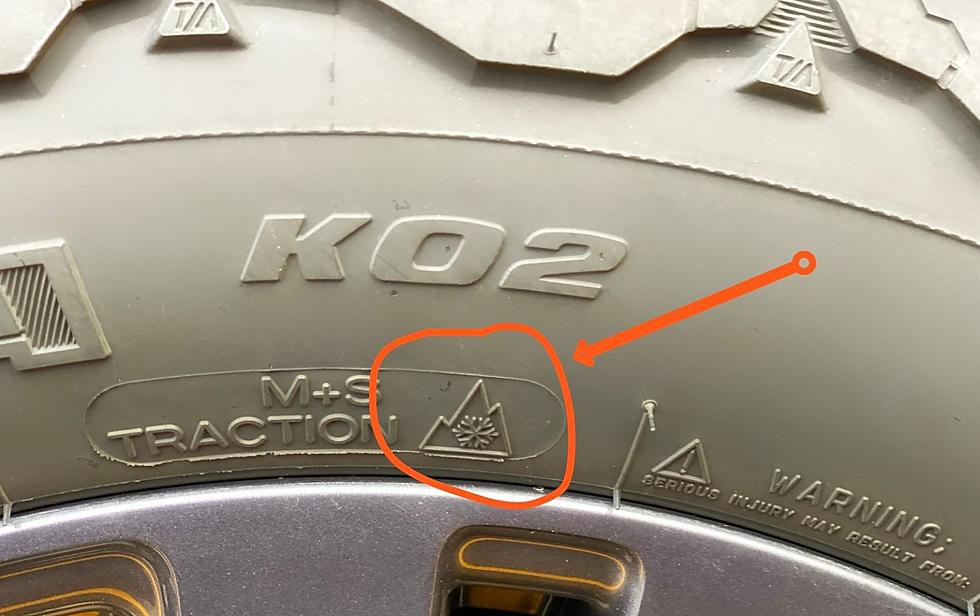 T/A
T/A
KO2
M+S
TRACTION
WARNING:
SERIOUS INJURY MAY RESULT FROM: